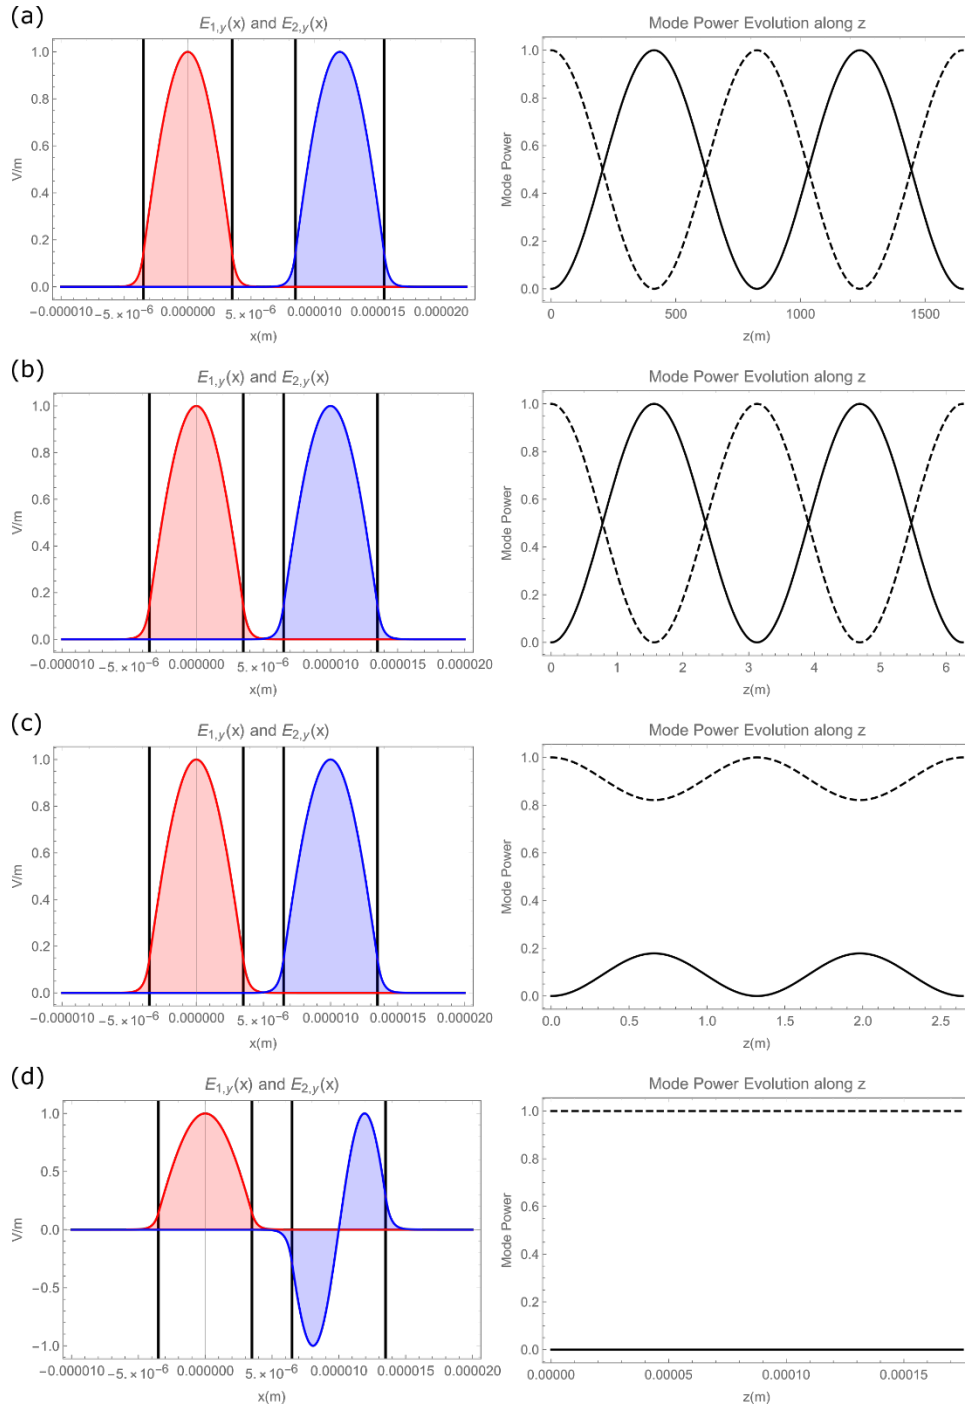 (a)
E1,y(x) and E2,y(x)
V/m
1.0
0.8
0.6
0.4
0.2
0.0
−0.000010 −5.×10−6 0.000000 5.×10−6 0.000010 0.000015 0.000020
x(m)
Mode Power Evolution along z
Mode Power
1.0
0.8
0.6
0.4
0.2
0.0
0 500 1000 1500
z(m)
(b)
E1,y(x) and E2,y(x)
V/m
1.0
0.8
0.6
0.4
0.2
0.0
−0.000010 −5.×10−6 0.000000 5.×10−6 0.000010 0.000015 0.000020
x(m)
Mode Power Evolution along z
Mode Power
1.0
0.8
0.6
0.4
0.2
0.0
0 1 2 3 4 5 6
z(m)
(c)
E1,y(x) and E2,y(x)
V/m
1.0
0.8
0.6
0.4
0.2
0.0
−0.000010 −5.×10−6 0.000000 5.×10−6 0.000010 0.000015 0.000020
x(m)
Mode Power Evolution along z
Mode Power
1.0
0.8
0.6
0.4
0.2
0.0
0.0 0.5 1.0 1.5 2.0 2.5
z(m)
(d)
E1,y(x) and E2,y(x)
V/m
1.0
0.5
0.0
−0.5
−1.0
−0.000010 −5.×10−6 0.000000 5.×10−6 0.000010 0.000015 0.000020
x(m)
Mode Power Evolution along z
Mode Power
1.0
0.8
0.6
0.4
0.2
0.0
0.00000 0.00005 0.00010 0.00015
z(m)